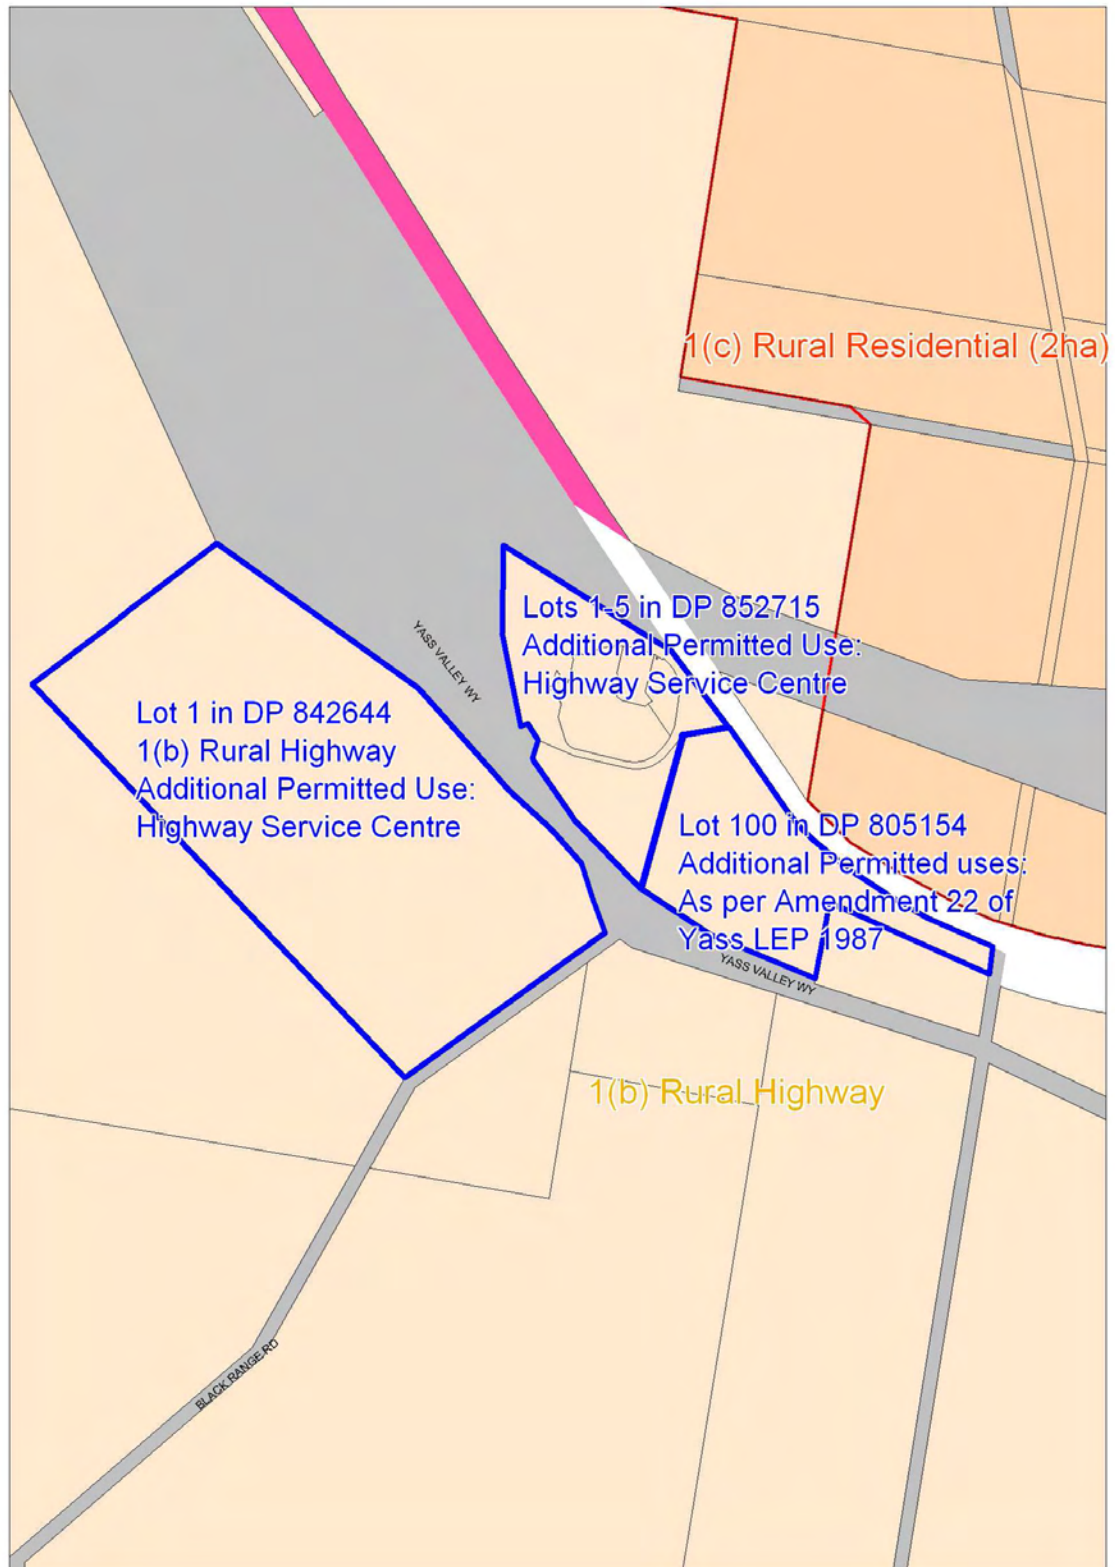 1(c) Rural Residential (2ha)
Lots 1-5 in DP 852715
Additional Permitted Use:
Highway Service Centre
YASS VALLEY WY
Lot 1 in DP 842644
1(b) Rural Highway
Additional Permitted Use:
Highway Service Centre
Lot 100 in DP 805154
Additional Permitted uses:
As per Amendment 22 of
Yass LEP 1987
YASS VALLEY WY
1(b) Rural Highway
BLACK RANGE RD